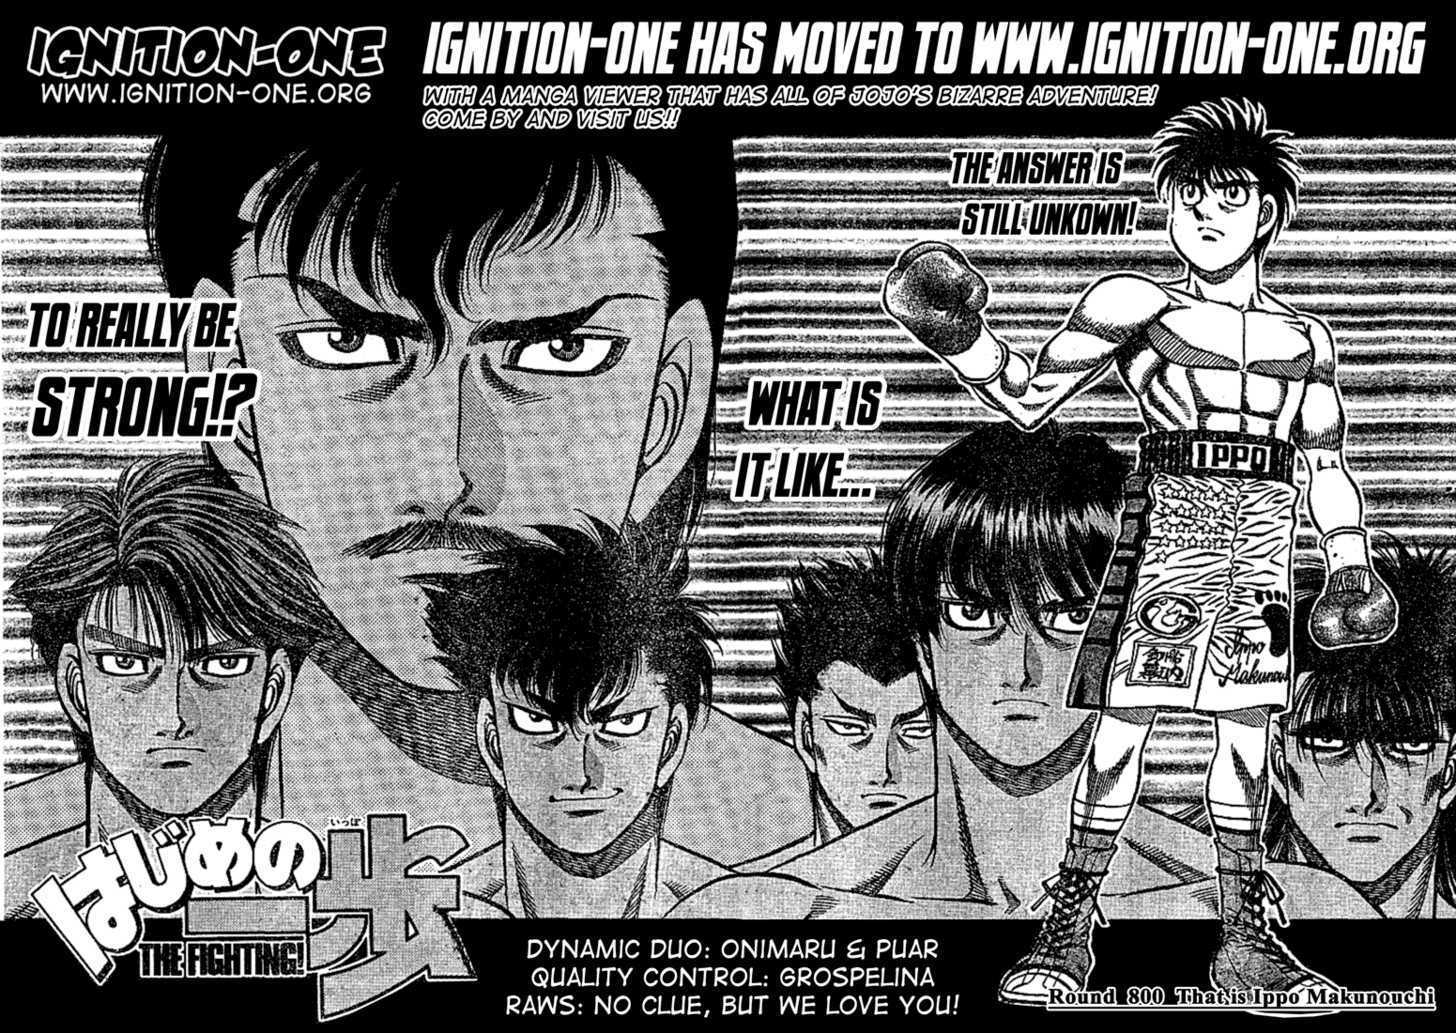 IGNITION-ONE
WWW.IGNITION-ONE.ORG
IGNITION-ONE HAS MOVED TO WWW.IGNITION-ONE.ORG
WITH A MANGA VIEWER THAT HAS ALL OF JOJO'S BIZARRE ADVENTURE!
COME BY AND VISIT US!!
THE ANSWER IS
STILL UNKOWN!
WHAT IS
IT LIKE...
TO REALLY BE
STRONG!?
IPPO
Ippo
Makunou
はじめの
いっぽ
一歩
THE FIGHTING!
DYNAMIC DUO: ONIMARU & PUAR
QUALITY CONTROL: GROSPELINA
RAWS: NO CLUE, BUT WE LOVE YOU!
Round 800 That is Ippo Makunouchi